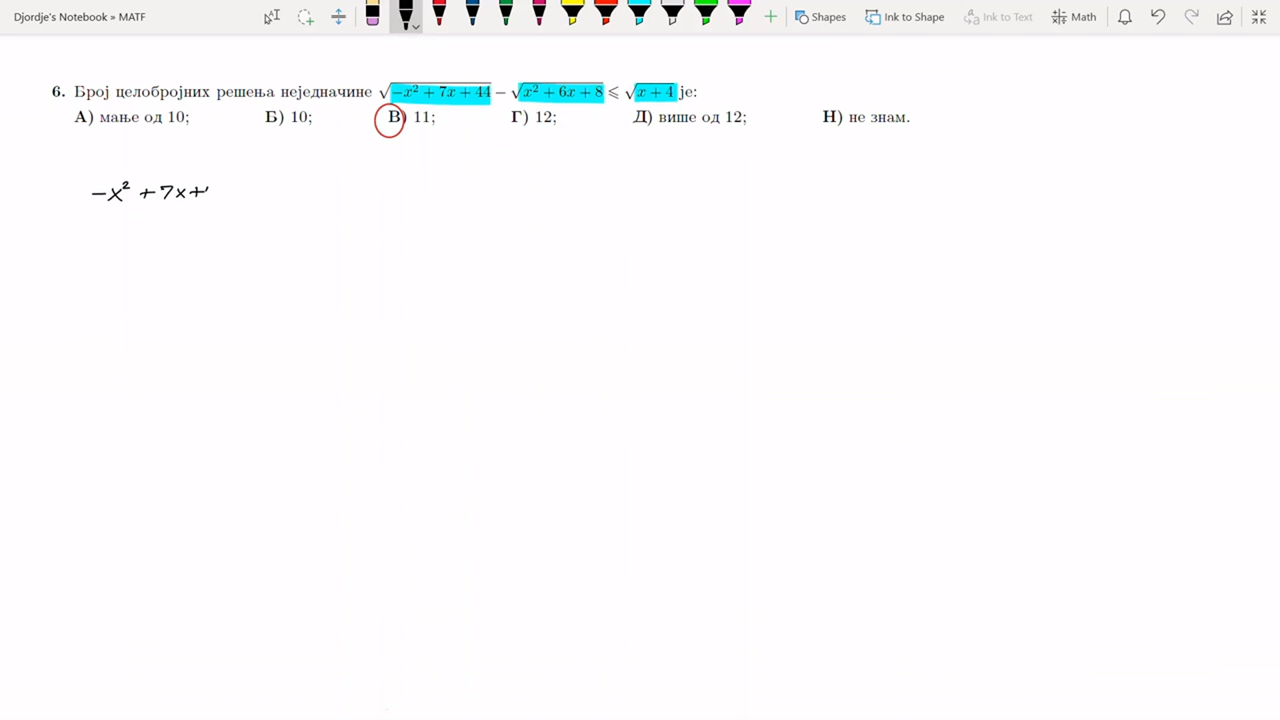 Djordje's Notebook » MATF
Shapes
Ink to Shape
Ink to Text
Math
6. Број целобројних решења неједначине √(−x² + 7x + 44) − √(x² + 6x + 8) ⩽ √(x + 4) је:
А) мање од 10; Б) 10; В) 11; Г) 12; Д) више од 12; Н) не знам.
−x² + 7x +